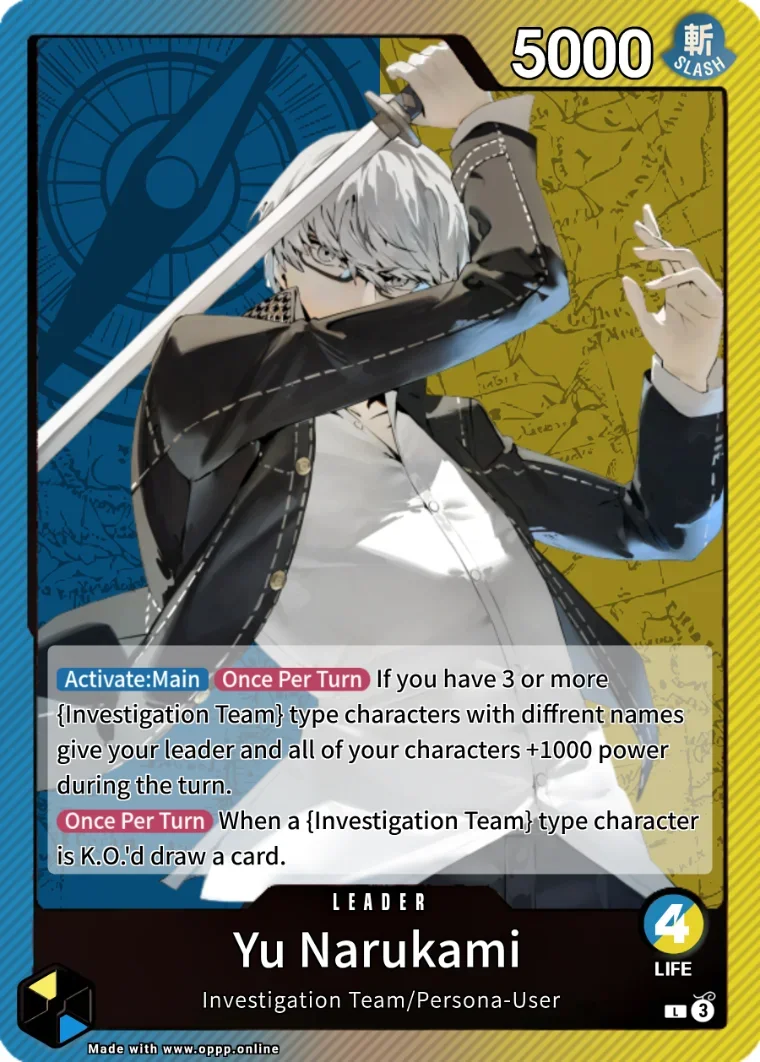 5000
斬
SLASH
Activate:Main Once Per Turn If you have 3 or more
{Investigation Team} type characters with diffrent names
give your leader and all of your characters +1000 power
during the turn.
Once Per Turn When a {Investigation Team} type character
is K.O.'d draw a card.
LEADER
Yu Narukami
4
LIFE
Investigation Team/Persona-User
L 3
Made with www.oppp.online